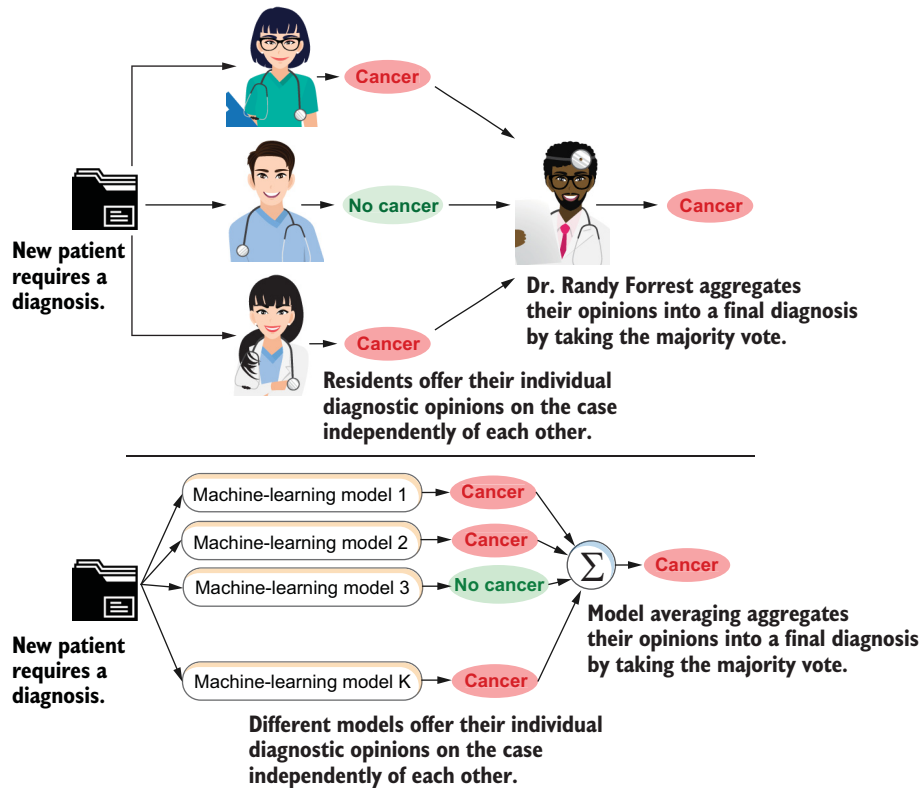 Cancer
No cancer
Cancer
Cancer
New patient
requires a
diagnosis.
Dr. Randy Forrest aggregates
their opinions into a final diagnosis
by taking the majority vote.
Residents offer their individual
diagnostic opinions on the case
independently of each other.
Machine-learning model 1
Cancer
Machine-learning model 2
Cancer
Machine-learning model 3
No cancer
Machine-learning model K
Cancer
Σ
Cancer
New patient
requires a
diagnosis.
Model averaging aggregates
their opinions into a final diagnosis
by taking the majority vote.
Different models offer their individual
diagnostic opinions on the case
independently of each other.